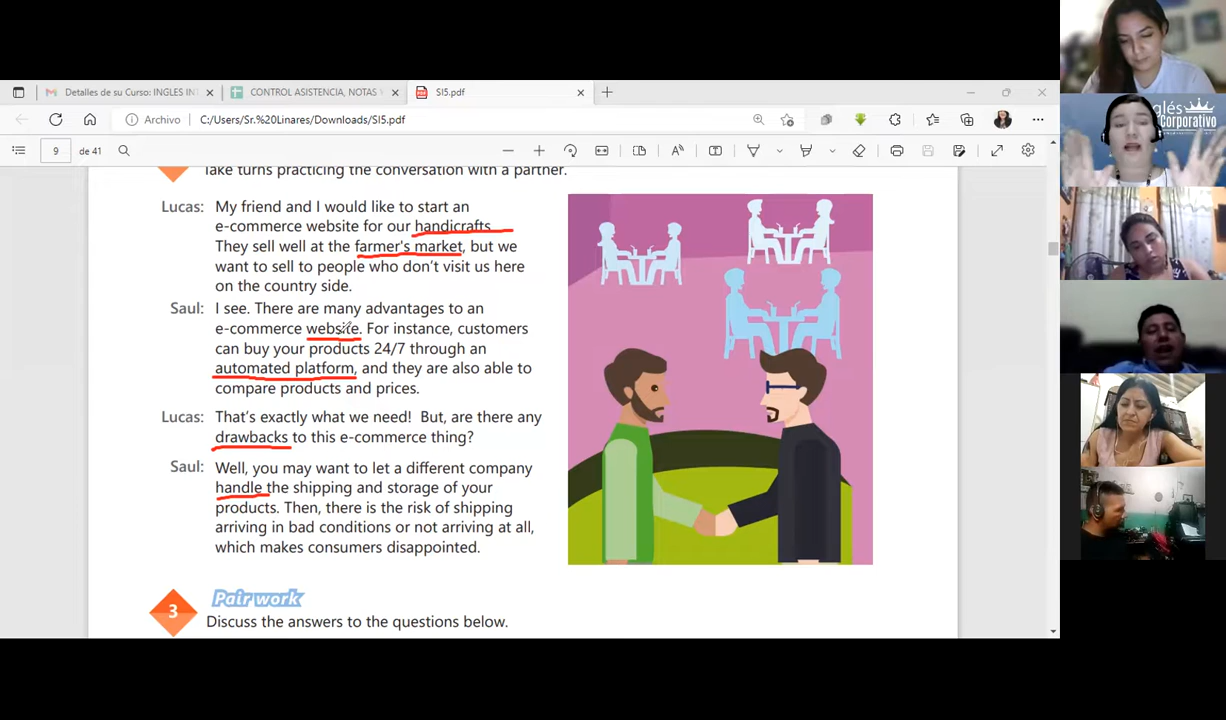 Detalles de su Curso: INGLES IN
CONTROL ASISTENCIA, NOTAS Y
SI5.pdf
Archivo
C:/Users/Sr.%20Linares/Downloads/SI5.pdf
9 de 41
Take turns practicing the conversation with a partner.
Lucas: My friend and I would like to start an
e-commerce website for our handicrafts.
They sell well at the farmer's market, but we
want to sell to people who don't visit us here
on the country side.
Saul: I see. There are many advantages to an
e-commerce website. For instance, customers
can buy your products 24/7 through an
automated platform, and they are also able to
compare products and prices.
Lucas: That's exactly what we need! But, are there any
drawbacks to this e-commerce thing?
Saul: Well, you may want to let a different company
handle the shipping and storage of your
products. Then, there is the risk of shipping
arriving in bad conditions or not arriving at all,
which makes consumers disappointed.
3 Pair work
Discuss the answers to the questions below.
glés
Corporativo